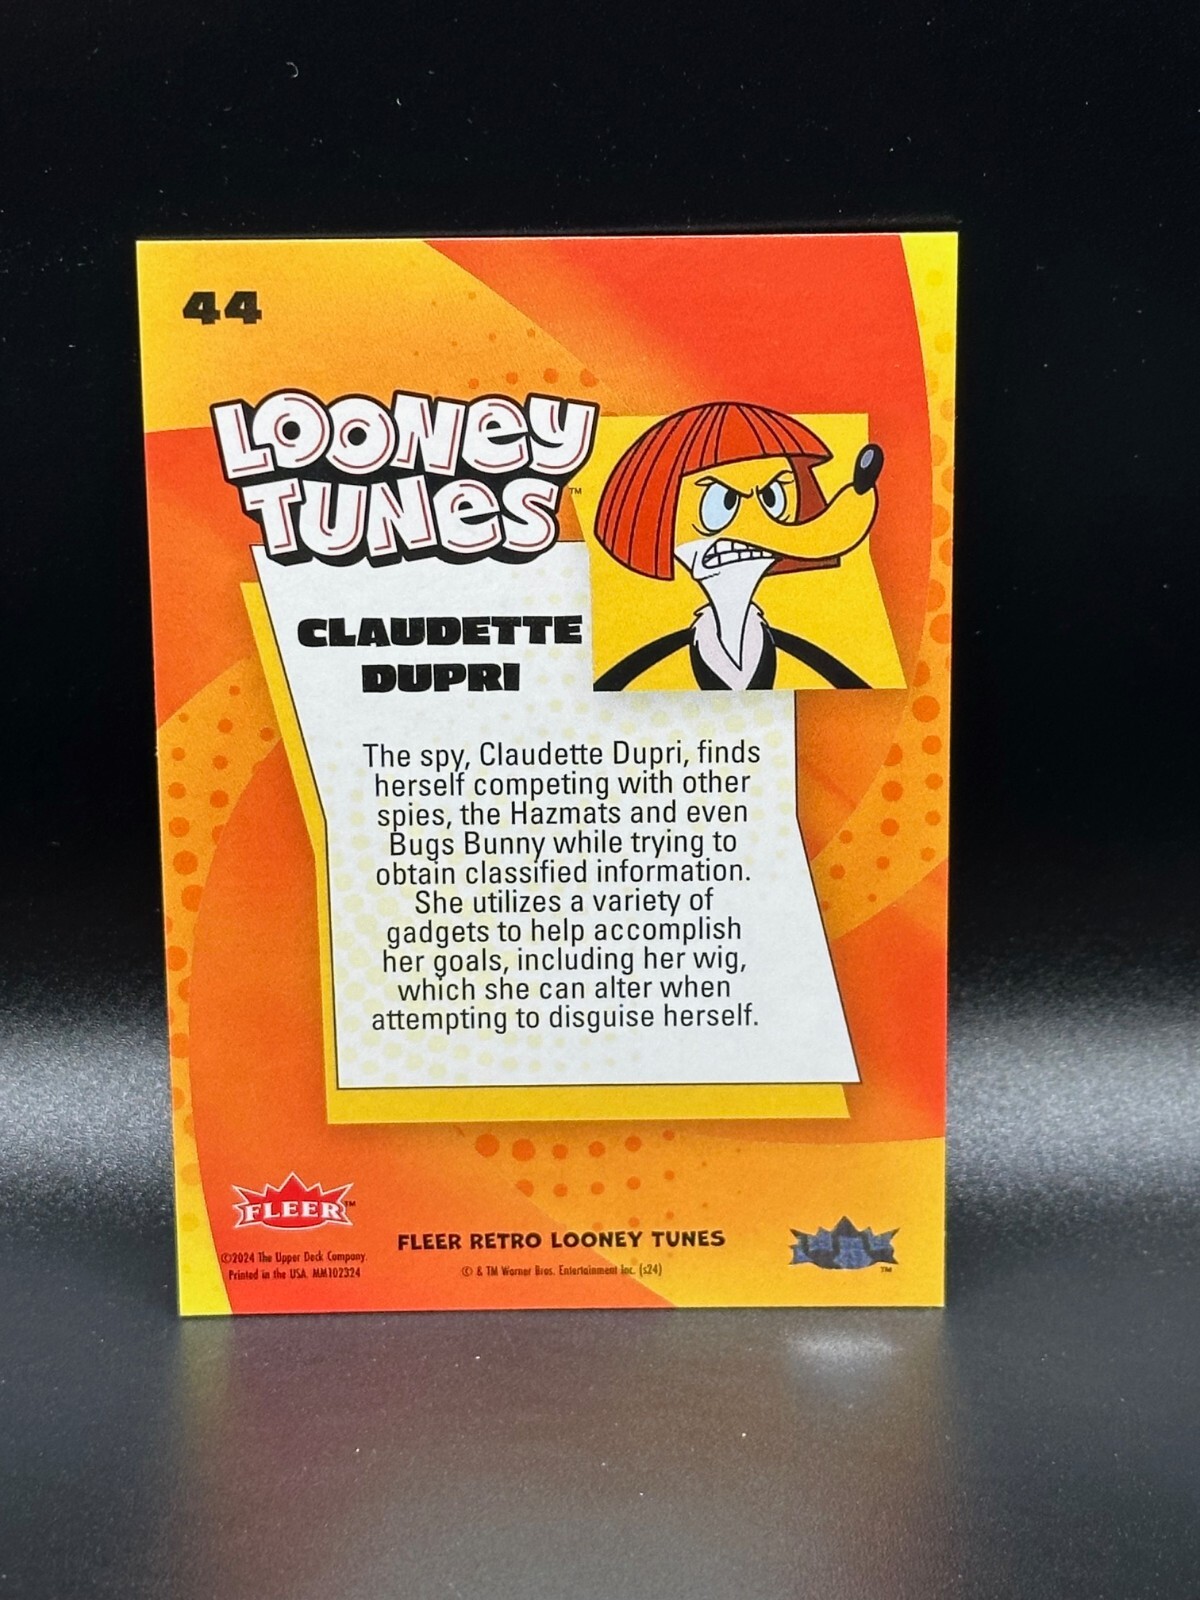 44
LOONEY
TUNES™
CLAUDETTE
DUPRI
The spy, Claudette Dupri, finds
herself competing with other
spies, the Hazmats and even
Bugs Bunny while trying to
obtain classified information.
She utilizes a variety of
gadgets to help accomplish
her goals, including her wig,
which she can alter when
attempting to disguise herself.
FLEER™
©2024 The Upper Deck Company.
Printed in the USA. MM102324
FLEER RETRO LOONEY TUNES
© & TM Warner Bros. Entertainment Inc. (s24)
™